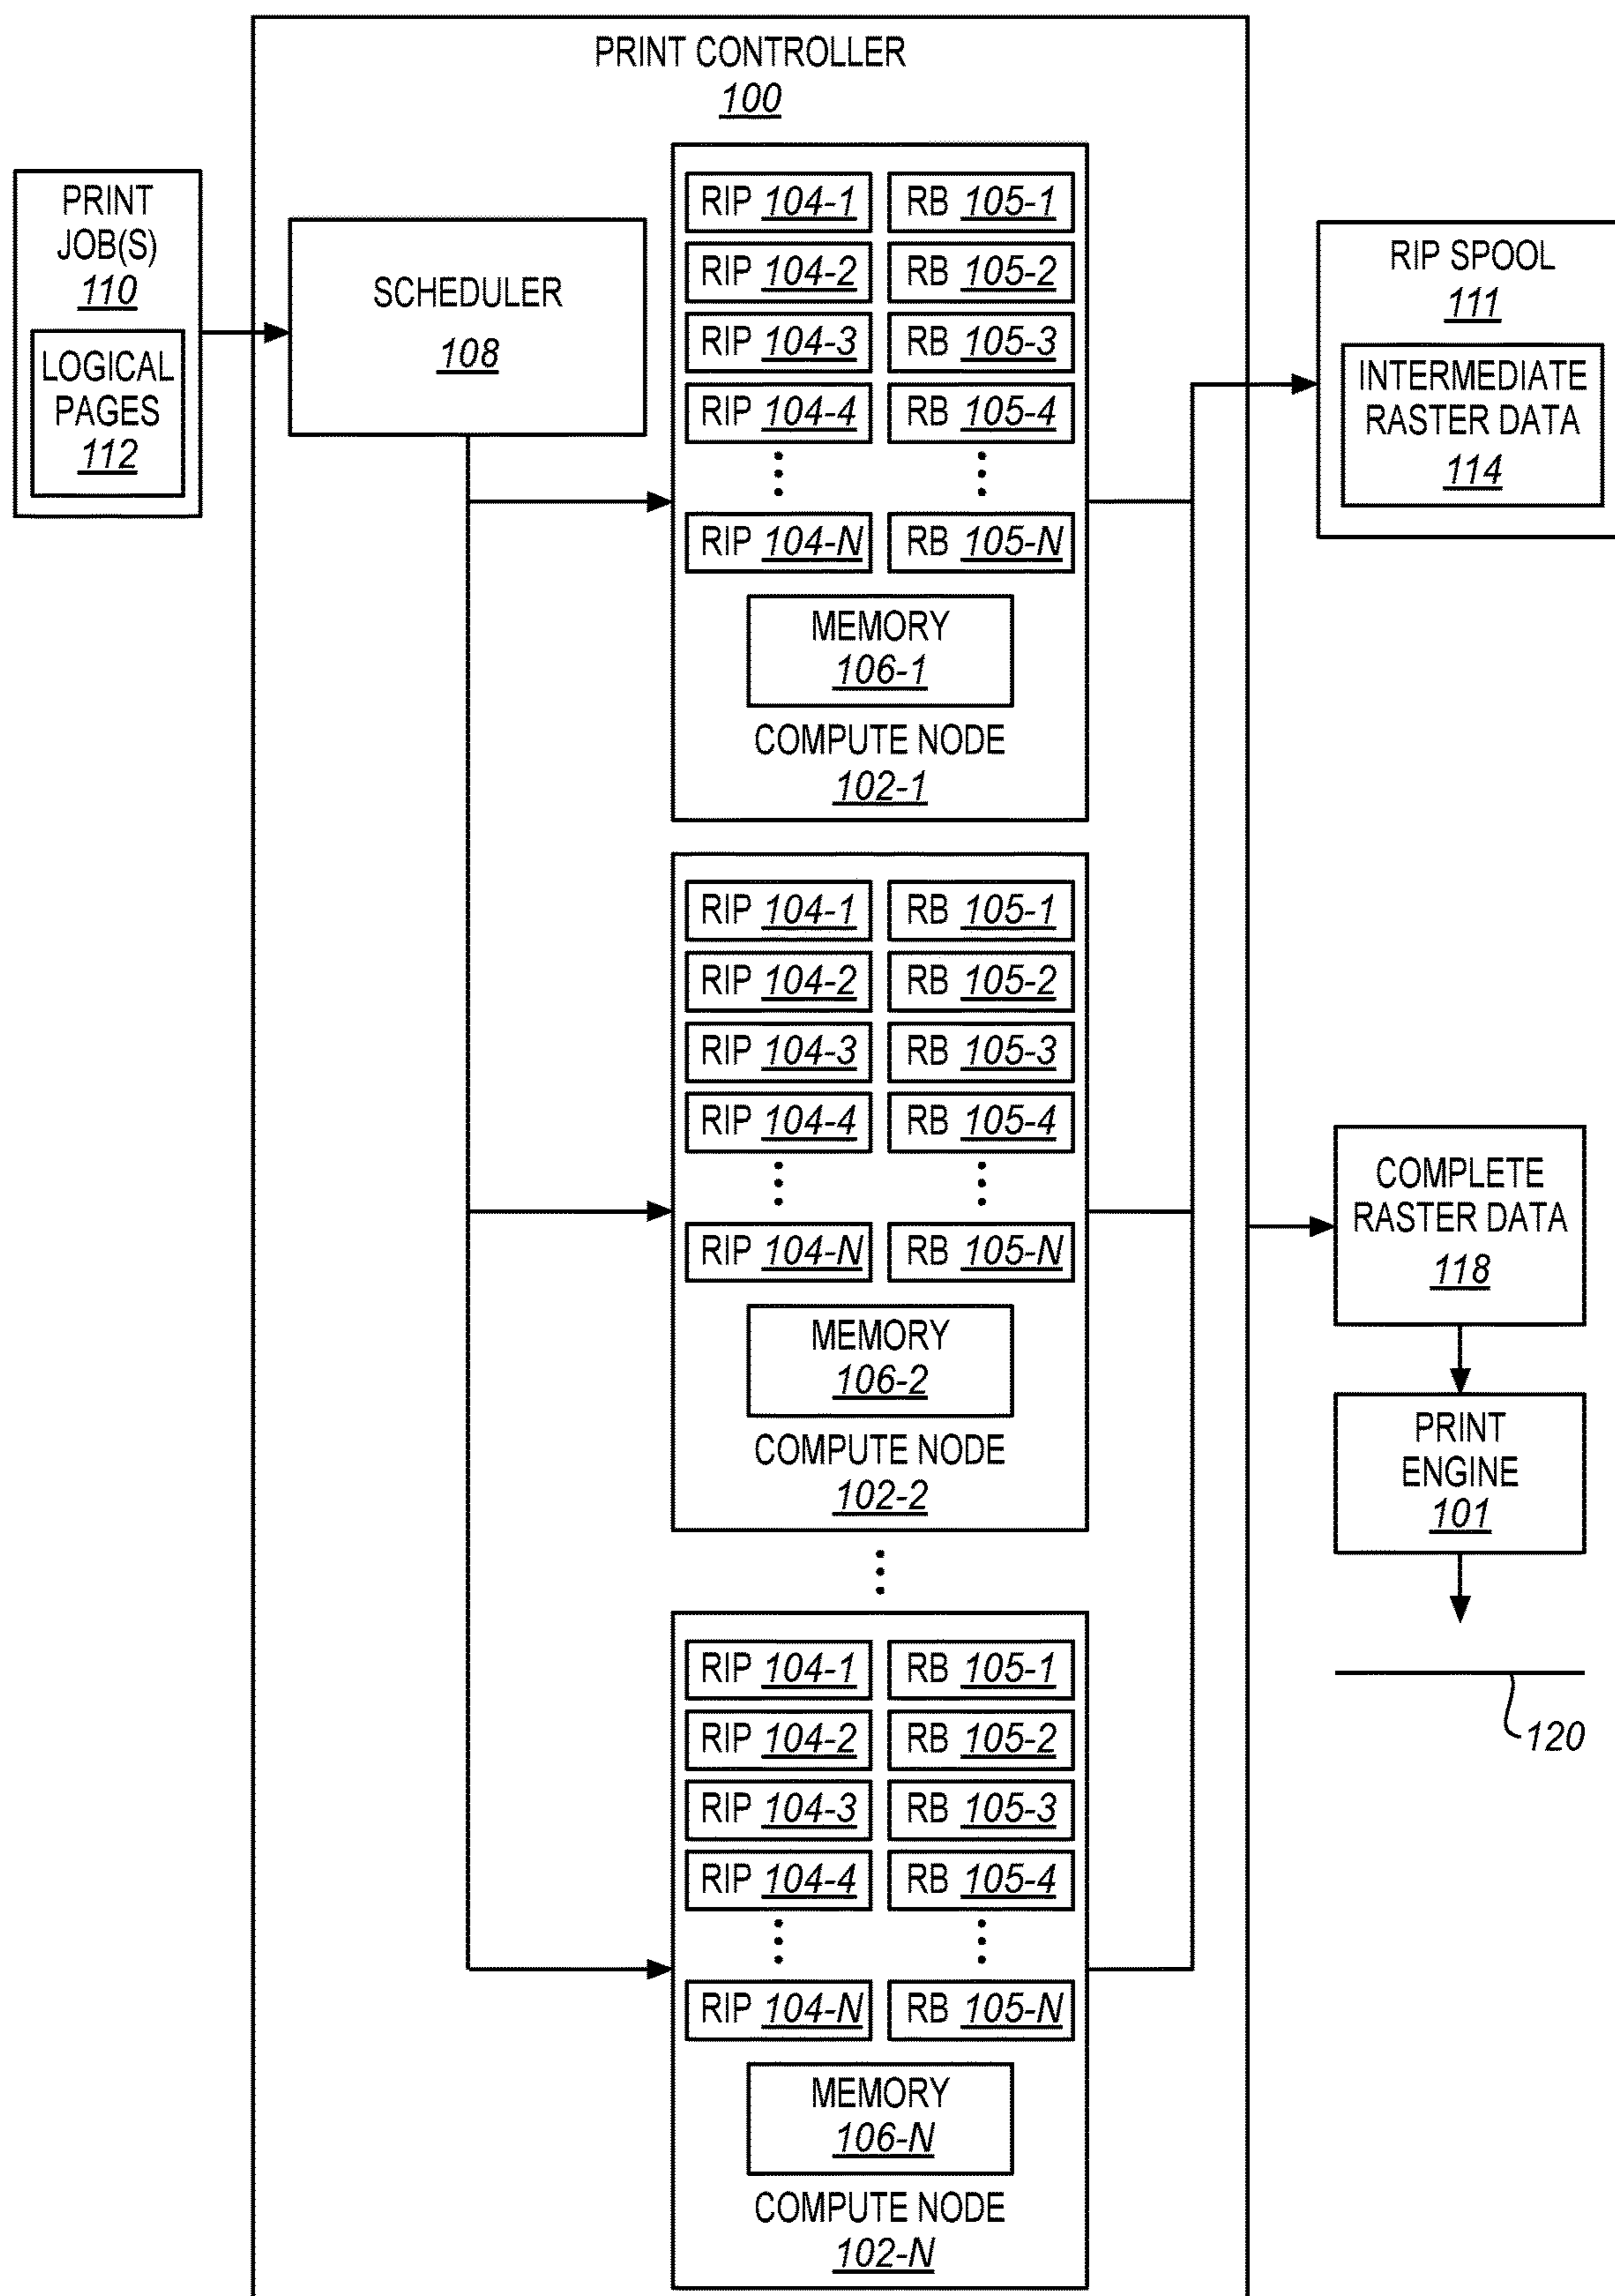 PRINT CONTROLLER
100
PRINT
JOB(S)
110
LOGICAL
PAGES
112
SCHEDULER
108
RIP 104-1 RB 105-1
RIP 104-2 RB 105-2
RIP 104-3 RB 105-3
RIP 104-4 RB 105-4
RIP 104-N RB 105-N
MEMORY
106-1
COMPUTE NODE
102-1
RIP 104-1 RB 105-1
RIP 104-2 RB 105-2
RIP 104-3 RB 105-3
RIP 104-4 RB 105-4
RIP 104-N RB 105-N
MEMORY
106-2
COMPUTE NODE
102-2
RIP 104-1 RB 105-1
RIP 104-2 RB 105-2
RIP 104-3 RB 105-3
RIP 104-4 RB 105-4
RIP 104-N RB 105-N
MEMORY
106-N
COMPUTE NODE
102-N
RIP SPOOL
111
INTERMEDIATE
RASTER DATA
114
COMPLETE
RASTER DATA
118
PRINT
ENGINE
101
120